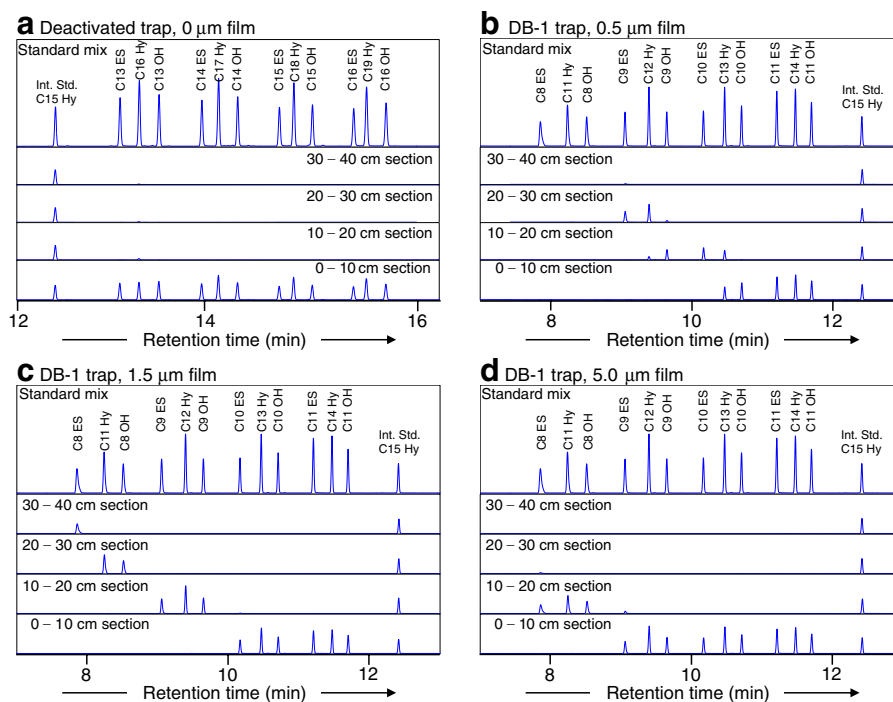 a Deactivated trap, 0 µm film
Standard mix
Int. Std.
C15 Hy
C13 ES
C16 Hy
C13 OH
C14 ES
C17 Hy
C14 OH
C15 ES
C18 Hy
C15 OH
C16 ES
C19 Hy
C16 OH
30 – 40 cm section
20 – 30 cm section
10 – 20 cm section
0 – 10 cm section
12 14 16
Retention time (min)
b DB-1 trap, 0.5 µm film
Standard mix
C8 ES
C11 Hy
C8 OH
C9 ES
C12 Hy
C9 OH
C10 ES
C13 Hy
C10 OH
C11 ES
C14 Hy
C11 OH
Int. Std.
C15 Hy
30 – 40 cm section
20 – 30 cm section
10 – 20 cm section
0 – 10 cm section
8 10 12
Retention time (min)
c DB-1 trap, 1.5 µm film
Standard mix
C8 ES
C11 Hy
C8 OH
C9 ES
C12 Hy
C9 OH
C10 ES
C13 Hy
C10 OH
C11 ES
C14 Hy
C11 OH
Int. Std.
C15 Hy
30 – 40 cm section
20 – 30 cm section
10 – 20 cm section
0 – 10 cm section
8 10 12
Retention time (min)
d DB-1 trap, 5.0 µm film
Standard mix
C8 ES
C11 Hy
C8 OH
C9 ES
C12 Hy
C9 OH
C10 ES
C13 Hy
C10 OH
C11 ES
C14 Hy
C11 OH
Int. Std.
C15 Hy
30 – 40 cm section
20 – 30 cm section
10 – 20 cm section
0 – 10 cm section
8 10 12
Retention time (min)